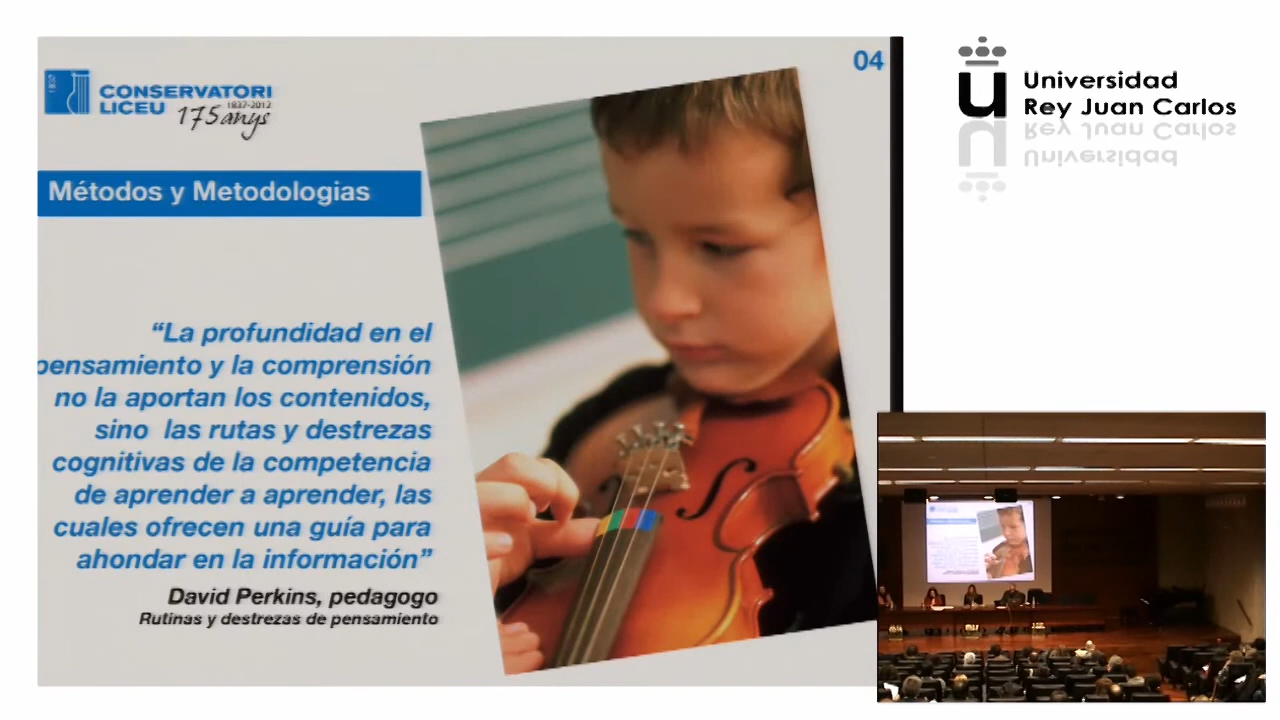 04
CONSERVATORI
LICEU 1837-2012
175 anys
Métodos y Metodologias
“La profundidad en el
pensamiento y la comprensión
no la aportan los contenidos,
sino las rutas y destrezas
cognitivas de la competencia
de aprender a aprender, las
cuales ofrecen una guía para
ahondar en la información”
David Perkins, pedagogo
Rutinas y destrezas de pensamiento
Universidad
Rey Juan Carlos